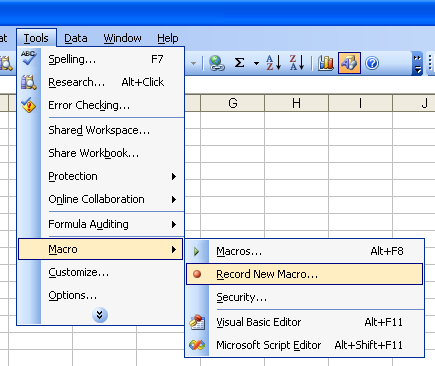 at Tools Data Window Help
Spelling... F7
Research... Alt+Click
Error Checking...
G H I J
Shared Workspace...
Share Workbook...
Protection
Online Collaboration
Formula Auditing
Macro
Customize...
Options...
Macros... Alt+F8
Record New Macro...
Security...
Visual Basic Editor Alt+F11
Microsoft Script Editor Alt+Shift+F11